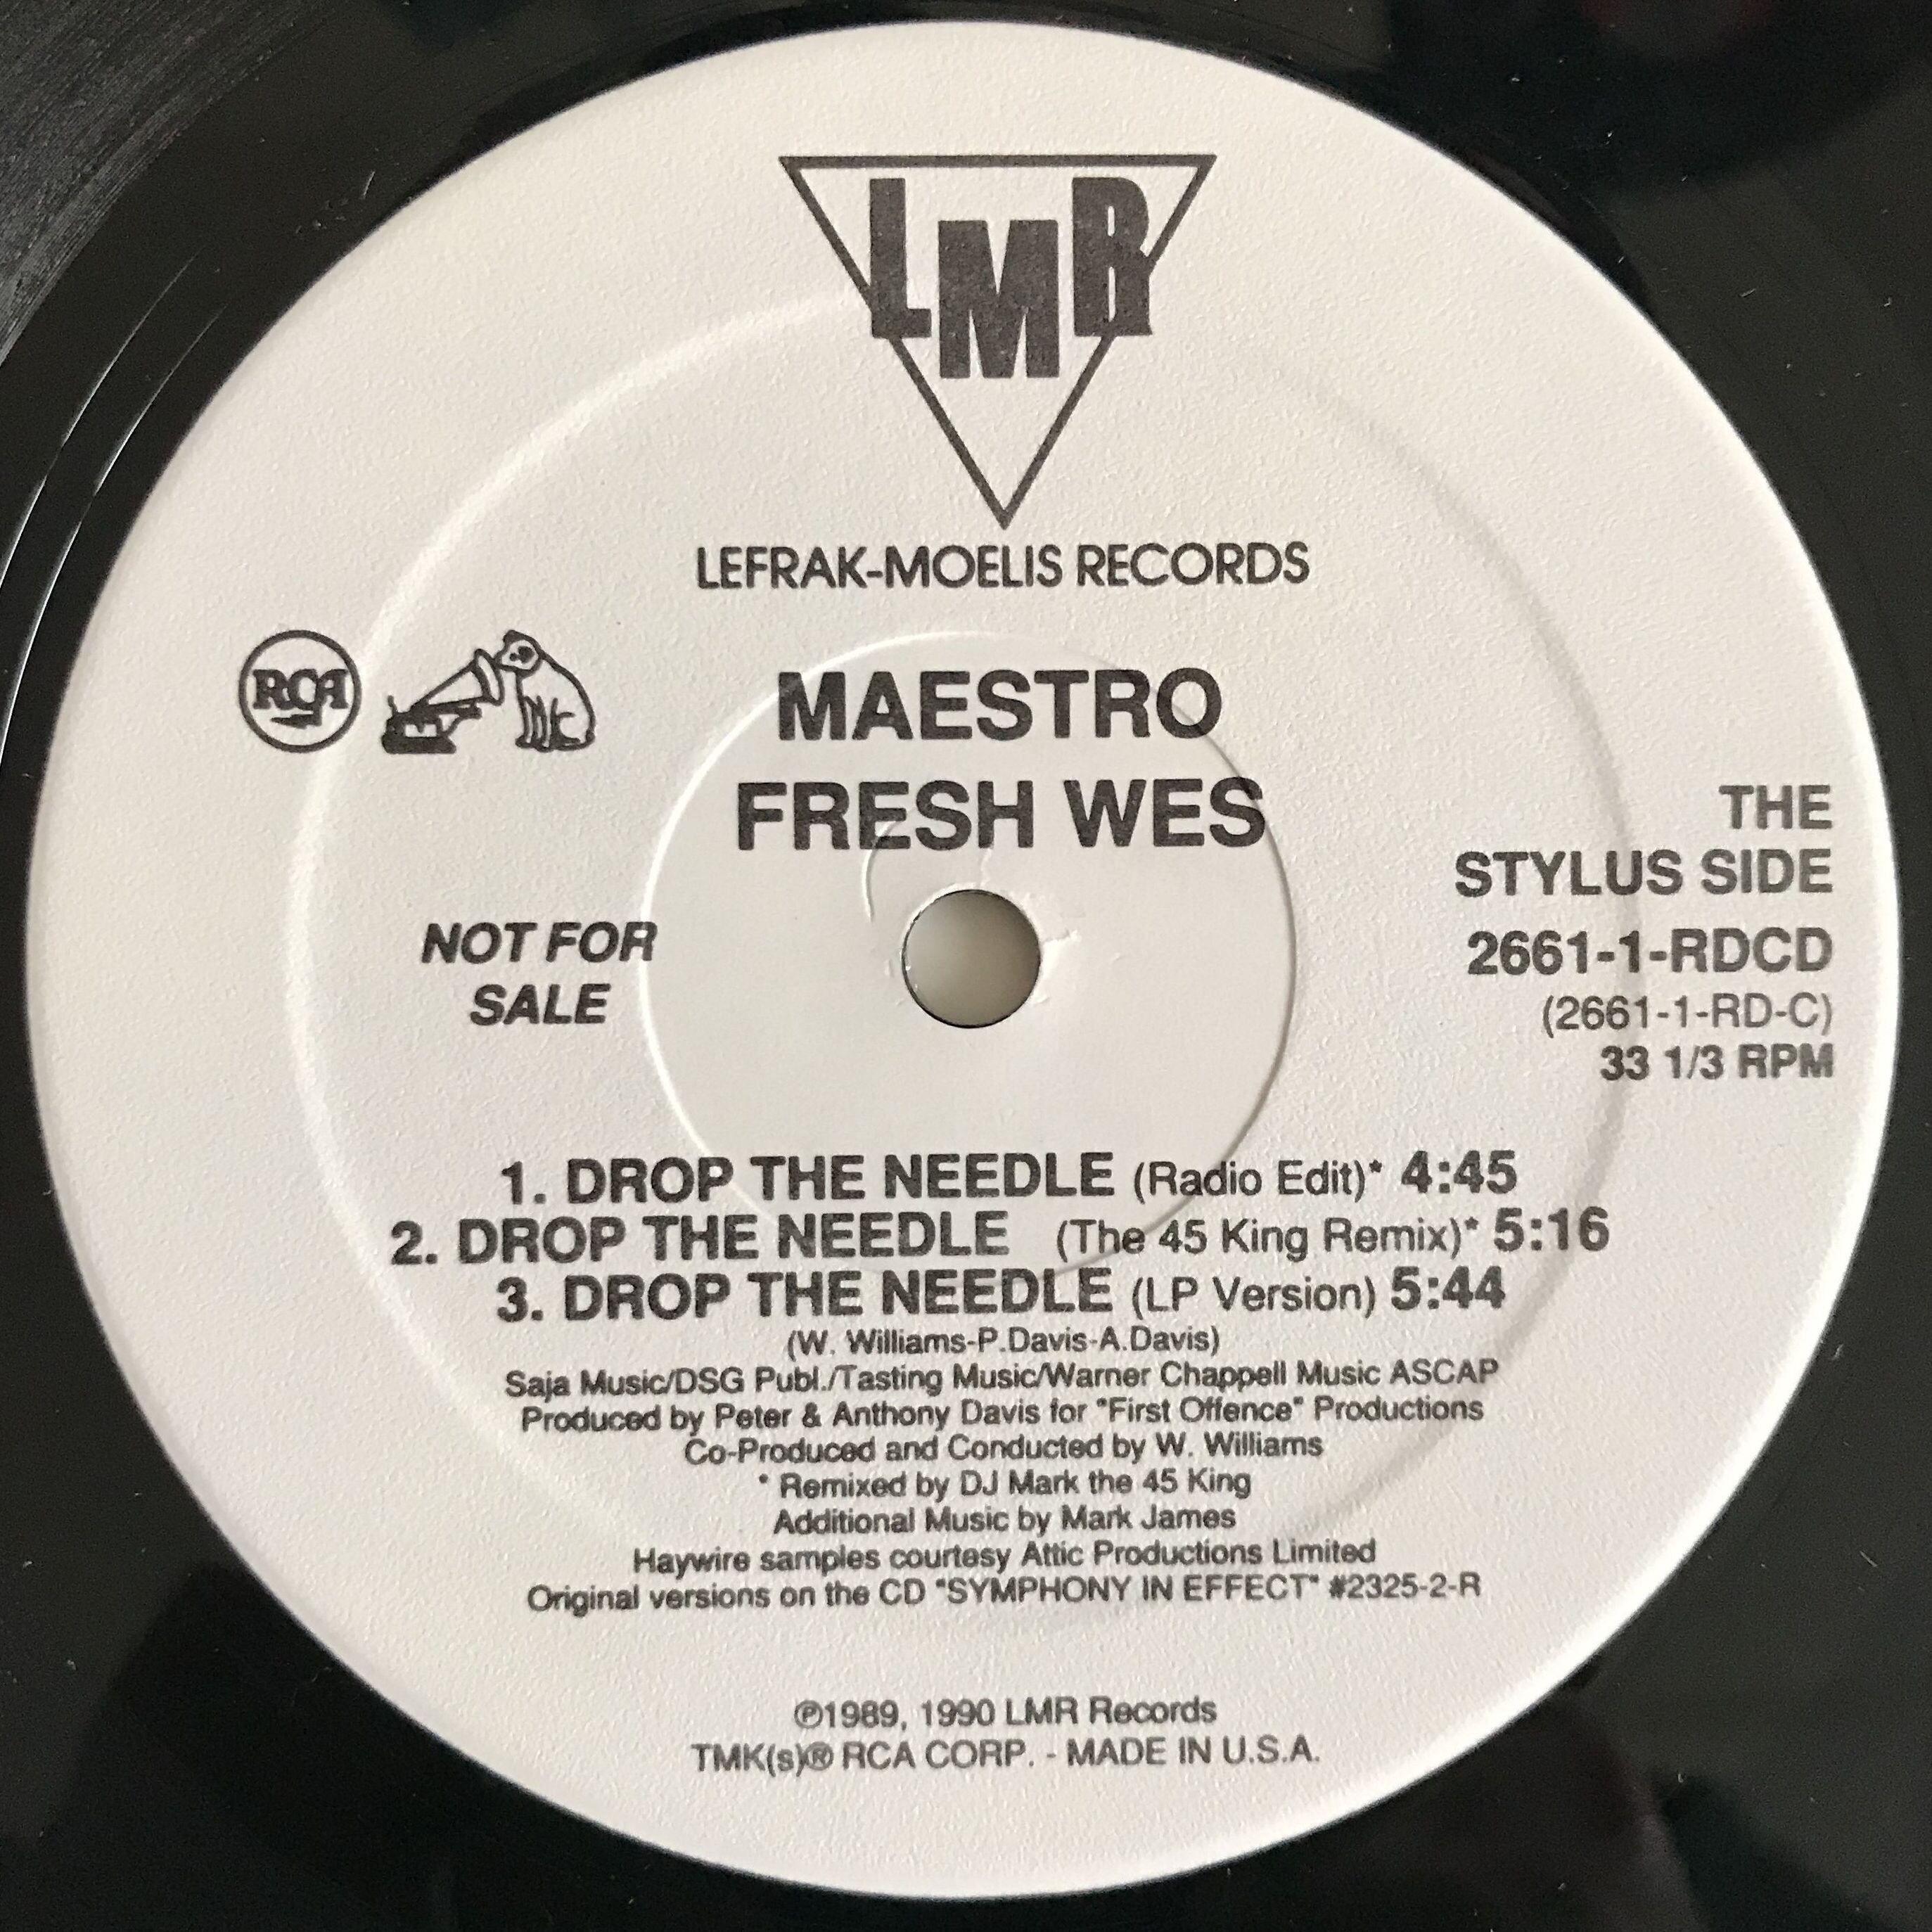 LMR
LEFRAK-MOELIS RECORDS
RCA
MAESTRO
FRESH WES
NOT FOR
SALE
THE
STYLUS SIDE
2661-1-RDCD
(2661-1-RD-C)
33 1/3 RPM
1. DROP THE NEEDLE (Radio Edit)* 4:45
2. DROP THE NEEDLE (The 45 King Remix)* 5:16
3. DROP THE NEEDLE (LP Version) 5:44
(W. Williams-P.Davis-A.Davis)
Saja Music/DSG Publ./Tasting Music/Warner Chappell Music ASCAP
Produced by Peter & Anthony Davis for "First Offence" Productions
Co-Produced and Conducted by W. Williams
* Remixed by DJ Mark the 45 King
Additional Music by Mark James
Haywire samples courtesy Attic Productions Limited
Original versions on the CD "SYMPHONY IN EFFECT" #2325-2-R
℗1989, 1990 LMR Records
TMK(s)® RCA CORP. - MADE IN U.S.A.